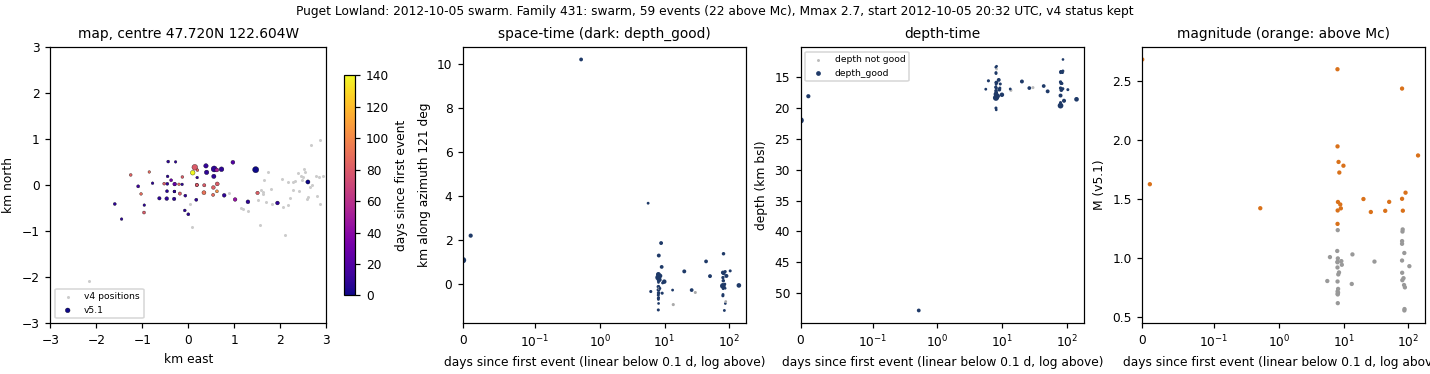 Puget Lowland: 2012-10-05 swarm. Family 431: swarm, 59 events (22 above Mc), Mmax 2.7, start 2012-10-05 20:32 UTC, v4 status kept
map, centre 47.720N 122.604W
km north
3
2
1
0
−1
−2
−3
v4 positions
v5.1
−3 −2 −1 0 1 2 3
km east
140
120
100
80
60
40
20
0
days since first event
space-time (dark: depth_good)
km along azimuth 121 deg
10
8
6
4
2
0
0 10⁻¹ 10⁰ 10¹ 10²
days since first event (linear below 0.1 d, log above)
depth-time
depth (km bsl)
depth not good
depth_good
15
20
25
30
35
40
45
50
0 10⁻¹ 10⁰ 10¹ 10²
days since first event (linear below 0.1 d, log above)
magnitude (orange: above Mc)
M (v5.1)
2.5
2.0
1.5
1.0
0.5
0 10⁻¹ 10⁰ 10¹ 10²
days since first event (linear below 0.1 d, log abov